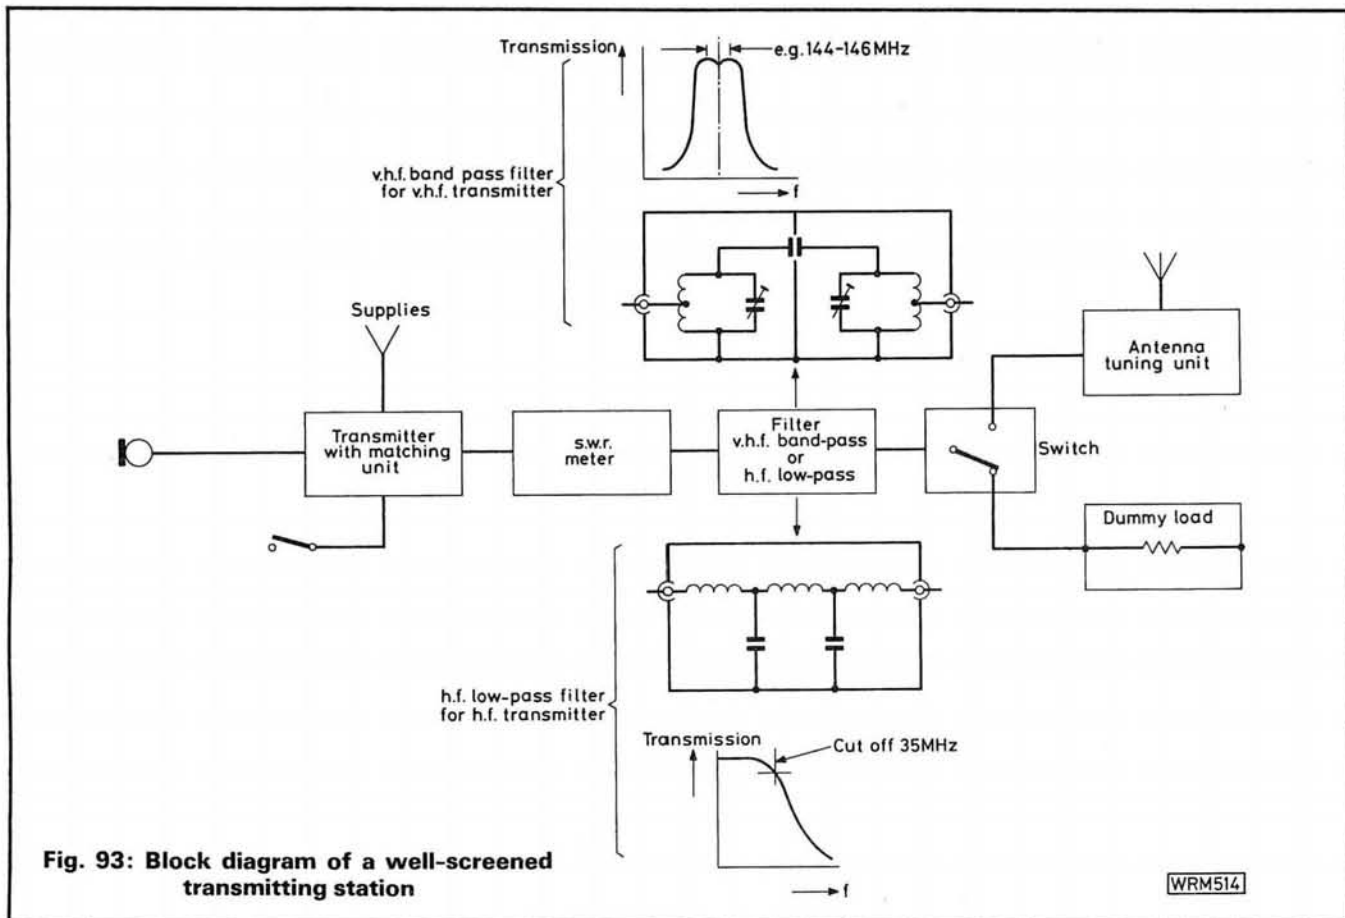 Transmission
e.g. 144-146MHz
v.h.f. band pass filter
for v.h.f. transmitter
f
Supplies
Transmitter
with matching
unit
s.w.r.
meter
Filter
v.h.f. band-pass
or
h.f. low-pass
Switch
Antenna
tuning unit
Dummy load
h.f. low-pass filter
for h.f. transmitter
Transmission
Cut off 35MHz
f
Fig. 93: Block diagram of a well-screened
transmitting station
WRM514